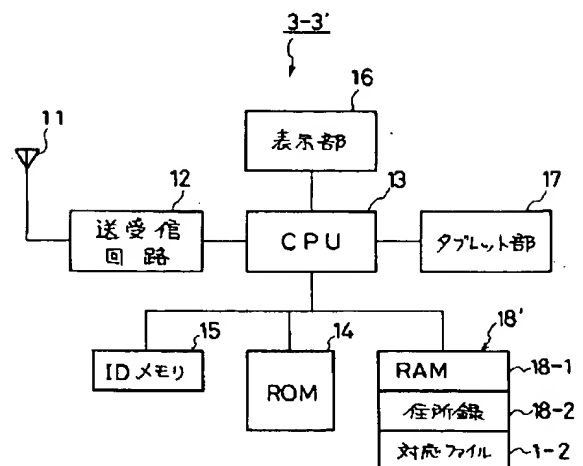 3-3'
16
表示部
11
12
送受信
回路
13
CPU
17
タブレット部
15
IDメモリ
14
ROM
18'
RAM
18-1
住所録
18-2
対応ファイル
1-2